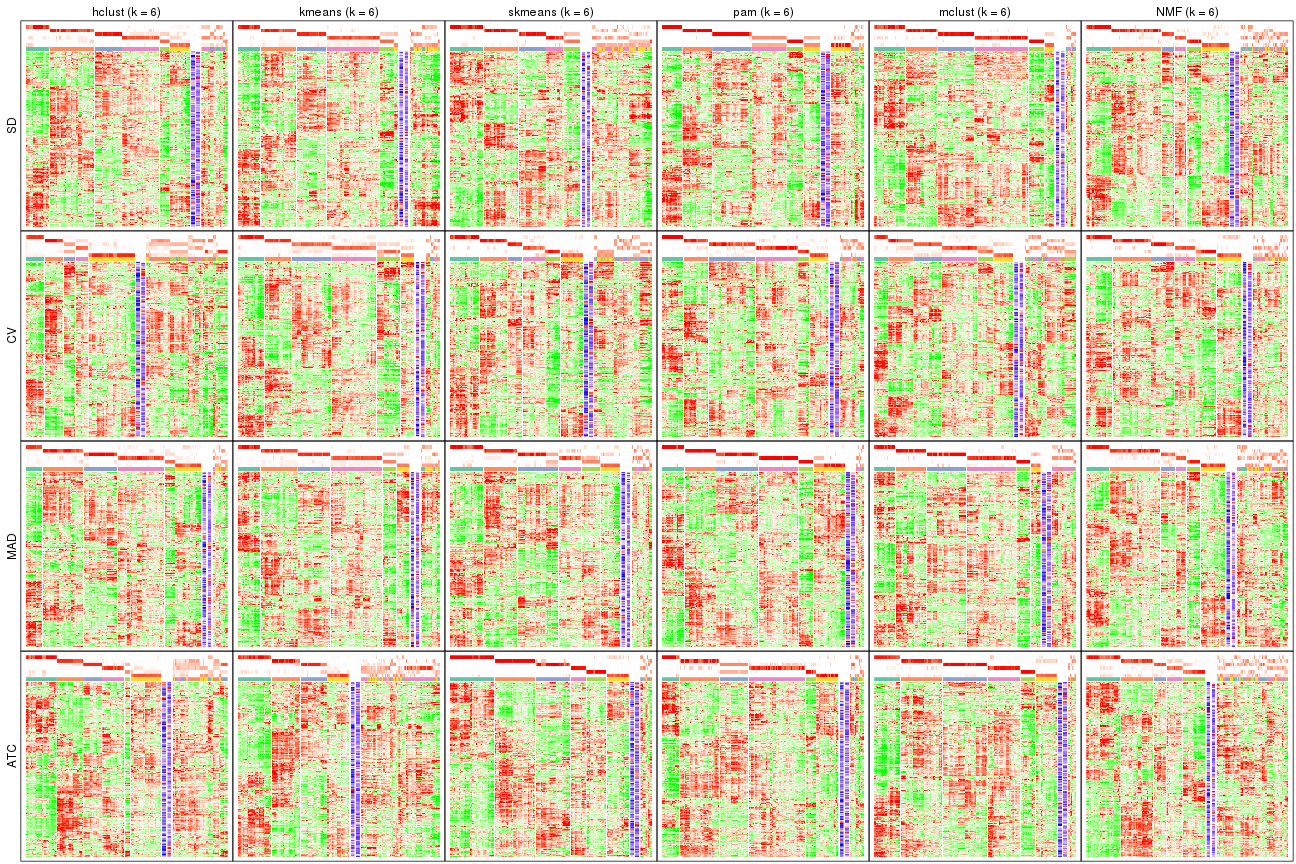 hclust (k = 6)
kmeans (k = 6)
skmeans (k = 6)
pam (k = 6)
mclust (k = 6)
NMF (k = 6)
SD
CV
MAD
ATC